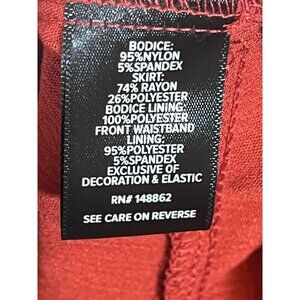 BODICE:
95%NYLON
5%SPANDEX
SKIRT:
74% RAYON
26%POLYESTER
BODICE LINING:
100%POLYESTER
FRONT WAISTBAND
LINING:
95%POLYESTER
5%SPANDEX
EXCLUSIVE OF
DECORATION & ELASTIC
RN# 148862
SEE CARE ON REVERSE